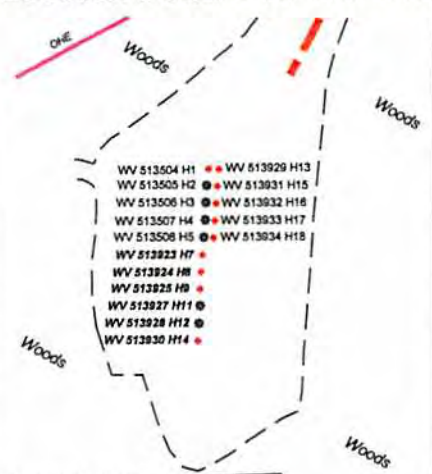 OHE
Woods
Woods
WV 513504 H1 WV 513929 H13
WV 513505 H2 WV 513931 H15
WV 513506 H3 WV 513932 H16
WV 513507 H4 WV 513933 H17
WV 513508 H5 WV 513934 H18
WV 513923 H7
WV 513924 H8
WV 513925 H9
WV 513927 H11
WV 513928 H12
WV 513930 H14
Woods
Woods